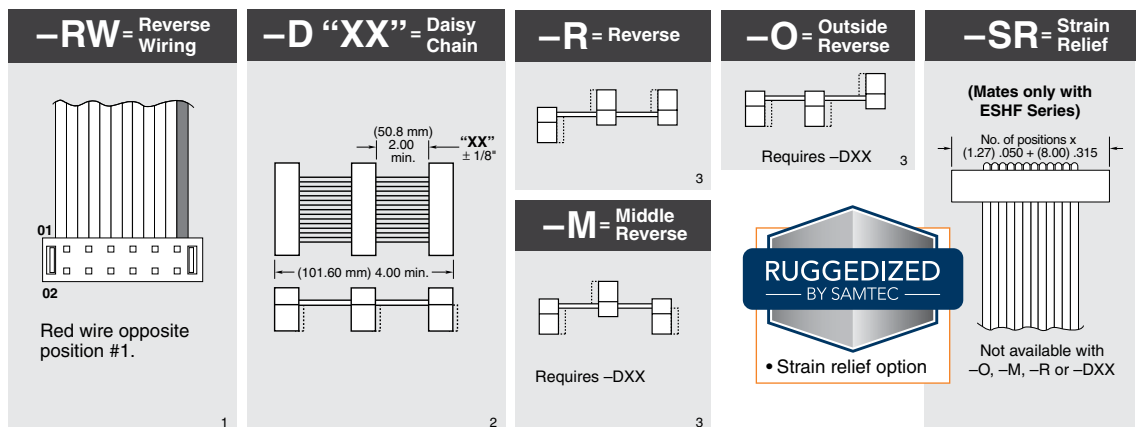 –RW = Reverse
Wiring
01
02
Red wire opposite
position #1.
1
–D “XX” = Daisy
Chain
(50.8 mm)
2.00
min.
“XX”
± 1/8"
(101.60 mm) 4.00 min.
2
–R = Reverse
3
–M = Middle
Reverse
Requires –DXX
3
–O = Outside
Reverse
Requires –DXX
3
RUGGEDIZED
BY SAMTEC
• Strain relief option
–SR = Strain
Relief
(Mates only with
ESHF Series)
No. of positions x
(1.27) .050 + (8.00) .315
Not available with
–O, –M, –R or –DXX